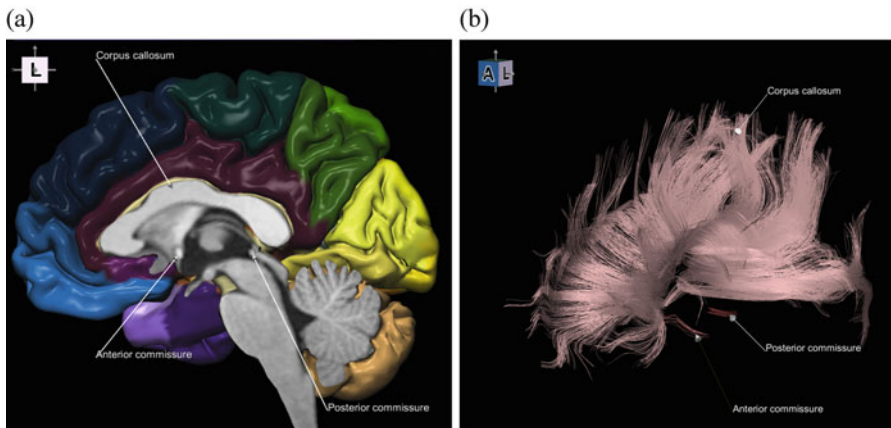 (a)
L
Corpus callosum
Anterior commissure
Posterior commissure
(b)
A L
Corpus callosum
Posterior commissure
Anterior commissure